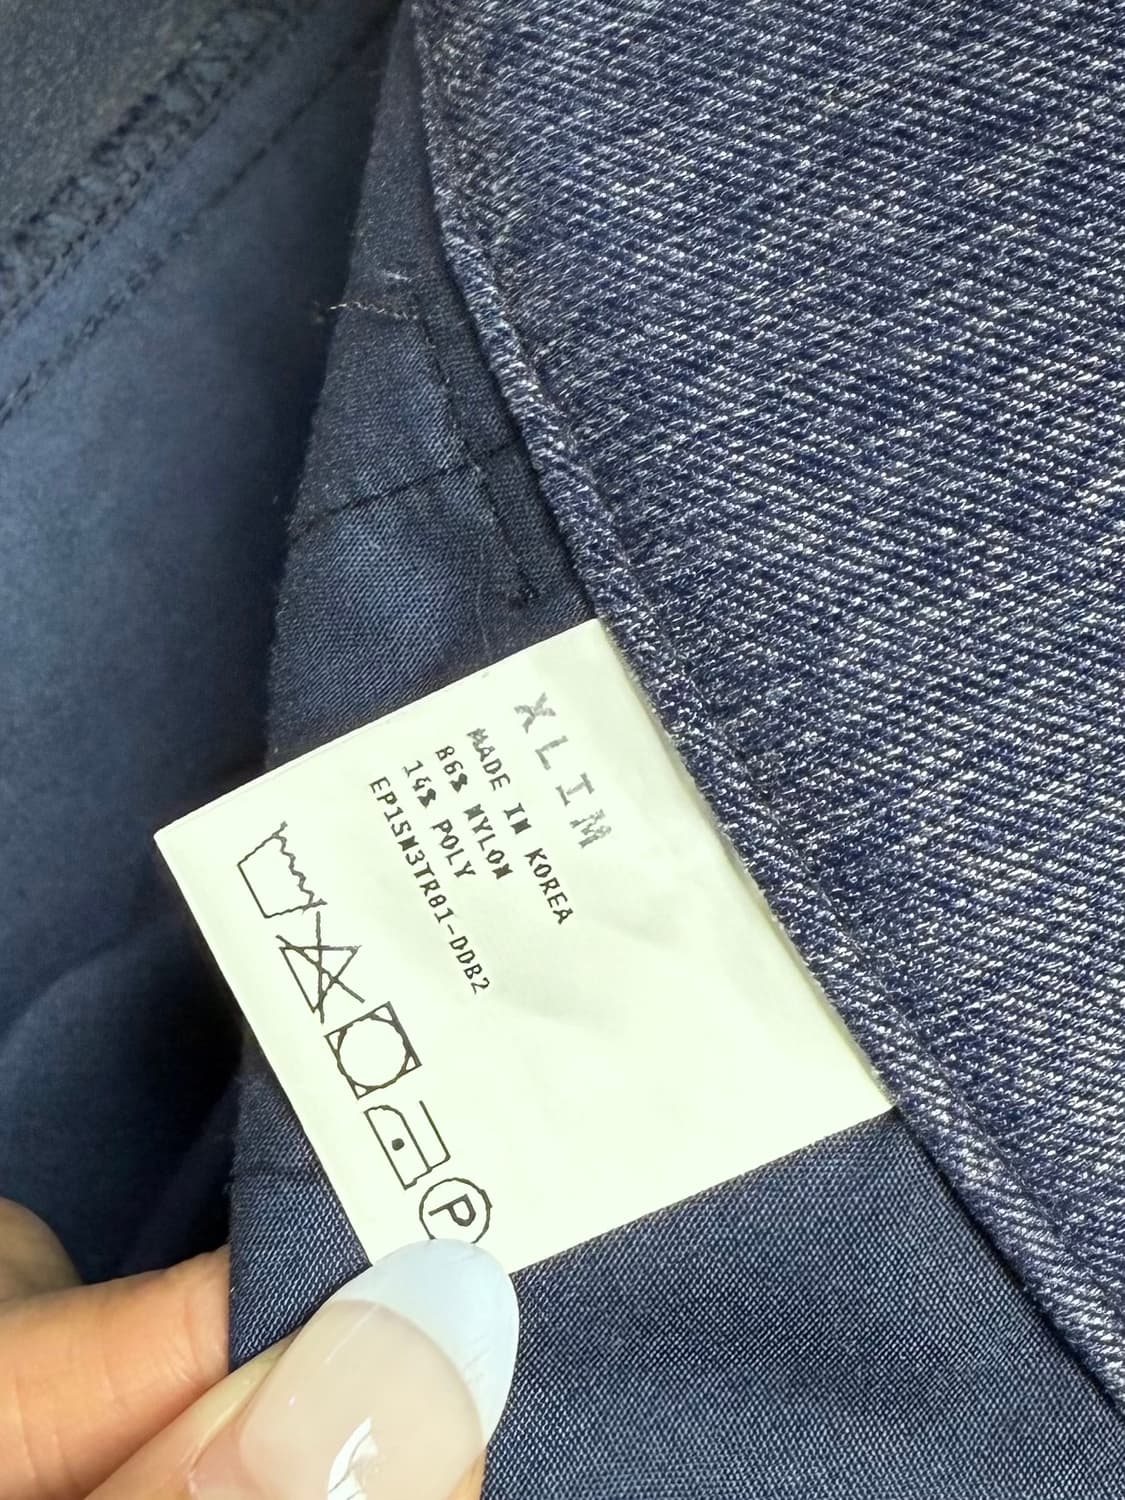 XLIM
MADE IN KOREA
86% NYLON
14% POLY
EP1SN3TR01-DDB2
P